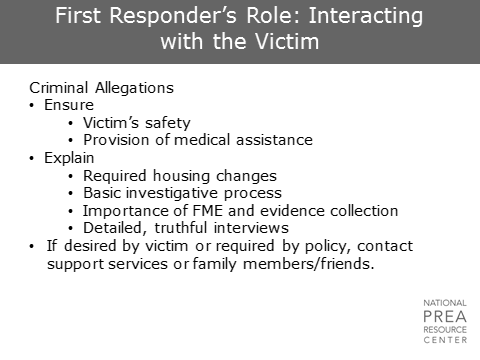 First Responder’s Role: Interacting
with the Victim
Criminal Allegations
• Ensure
• Victim’s safety
• Provision of medical assistance
• Explain
• Required housing changes
• Basic investigative process
• Importance of FME and evidence collection
• Detailed, truthful interviews
• If desired by victim or required by policy, contact
support services or family members/friends.
NATIONAL
PREA
RESOURCE
CENTER